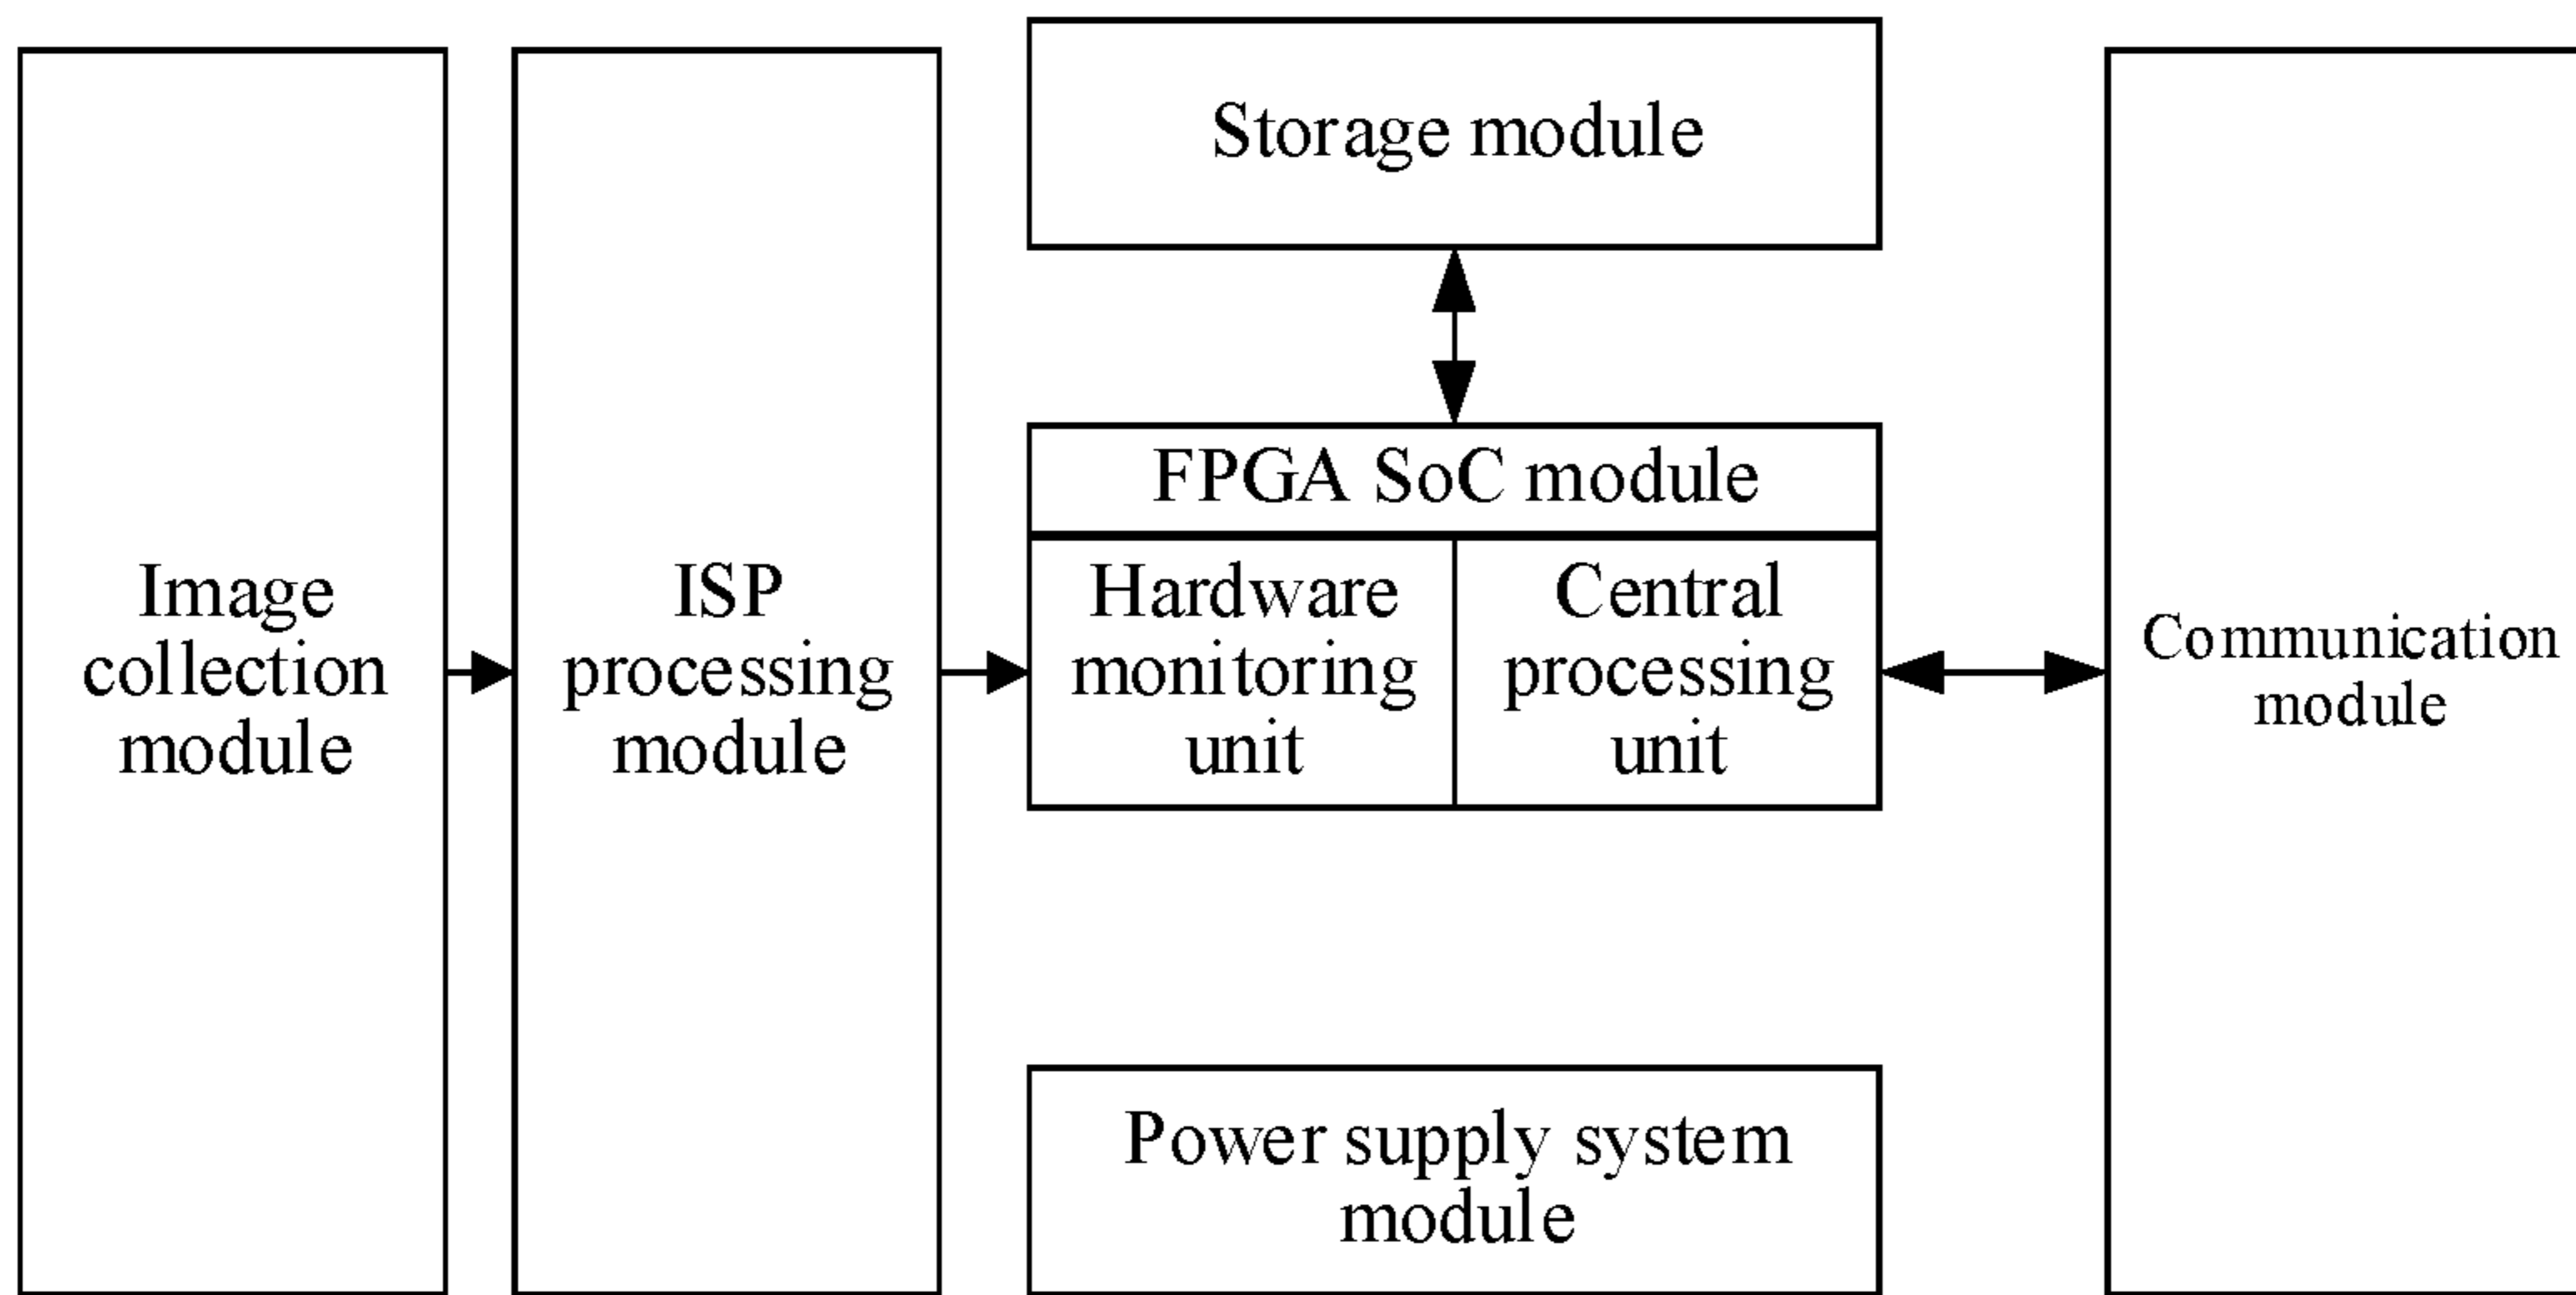 Image
collection
module
ISP
processing
module
Storage module
FPGA SoC module
Hardware
monitoring
unit
Central
processing
unit
Power supply system
module
Communication
module